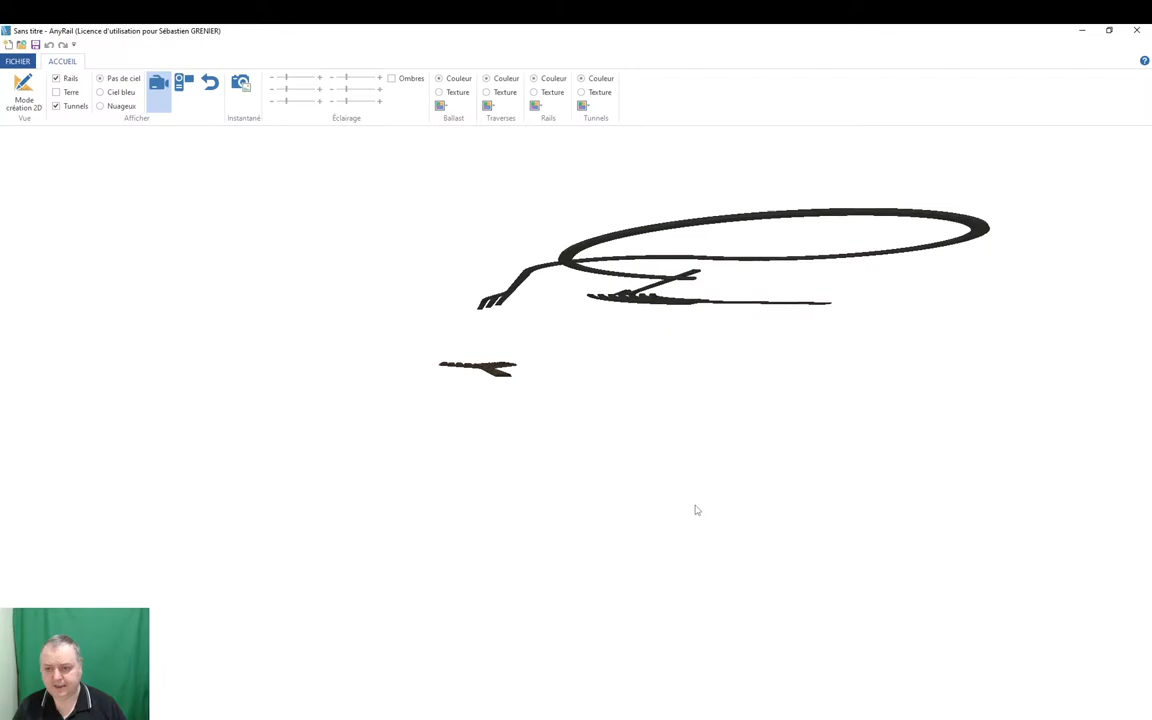 Sans titre - AnyRail (Licence d'utilisation pour Sébastien GRENIER)
FICHIER ACCUEIL
Mode création 2D
Vue
Rails
Terre
Tunnels
Pas de ciel
Ciel bleu
Nuageux
Afficher
Instantané
Ombres
Éclairage
Couleur
Texture
Ballast
Couleur
Texture
Traverses
Couleur
Texture
Rails
Couleur
Texture
Tunnels